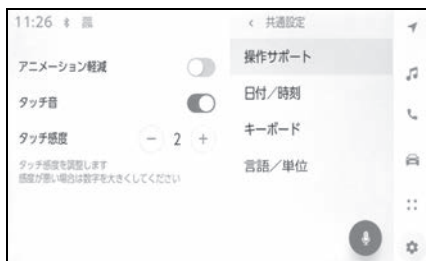 11:26
アニメーション軽減
タッチ音
タッチ感度
− 2 +
タッチ感度を調整します
感度が悪い場合は数字を大きくしてください
< 共通設定
操作サポート
日付/時刻
キーボード
言語/単位